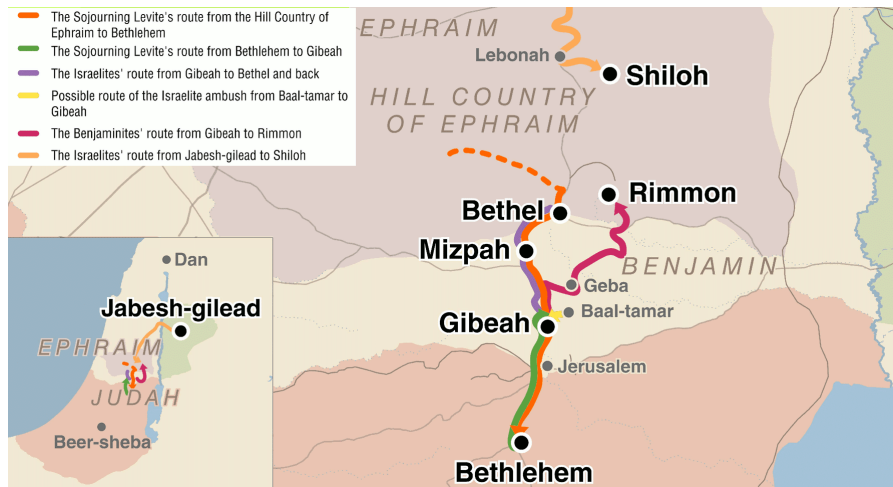 The Sojourning Levite's route from the Hill Country of
Ephraim to Bethlehem
The Sojourning Levite's route from Bethlehem to Gibeah
The Israelites' route from Gibeah to Bethel and back
Possible route of the Israelite ambush from Baal-tamar to
Gibeah
The Benjaminites' route from Gibeah to Rimmon
The Israelites' route from Jabesh-gilead to Shiloh
EPHRAIM
Lebonah
Shiloh
HILL COUNTRY
OF EPHRAIM
Rimmon
Bethel
Mizpah
BENJAMIN
Geba
Baal-tamar
Gibeah
Jerusalem
Bethlehem
Dan
Jabesh-gilead
EPHRAIM
JUDAH
Beer-sheba